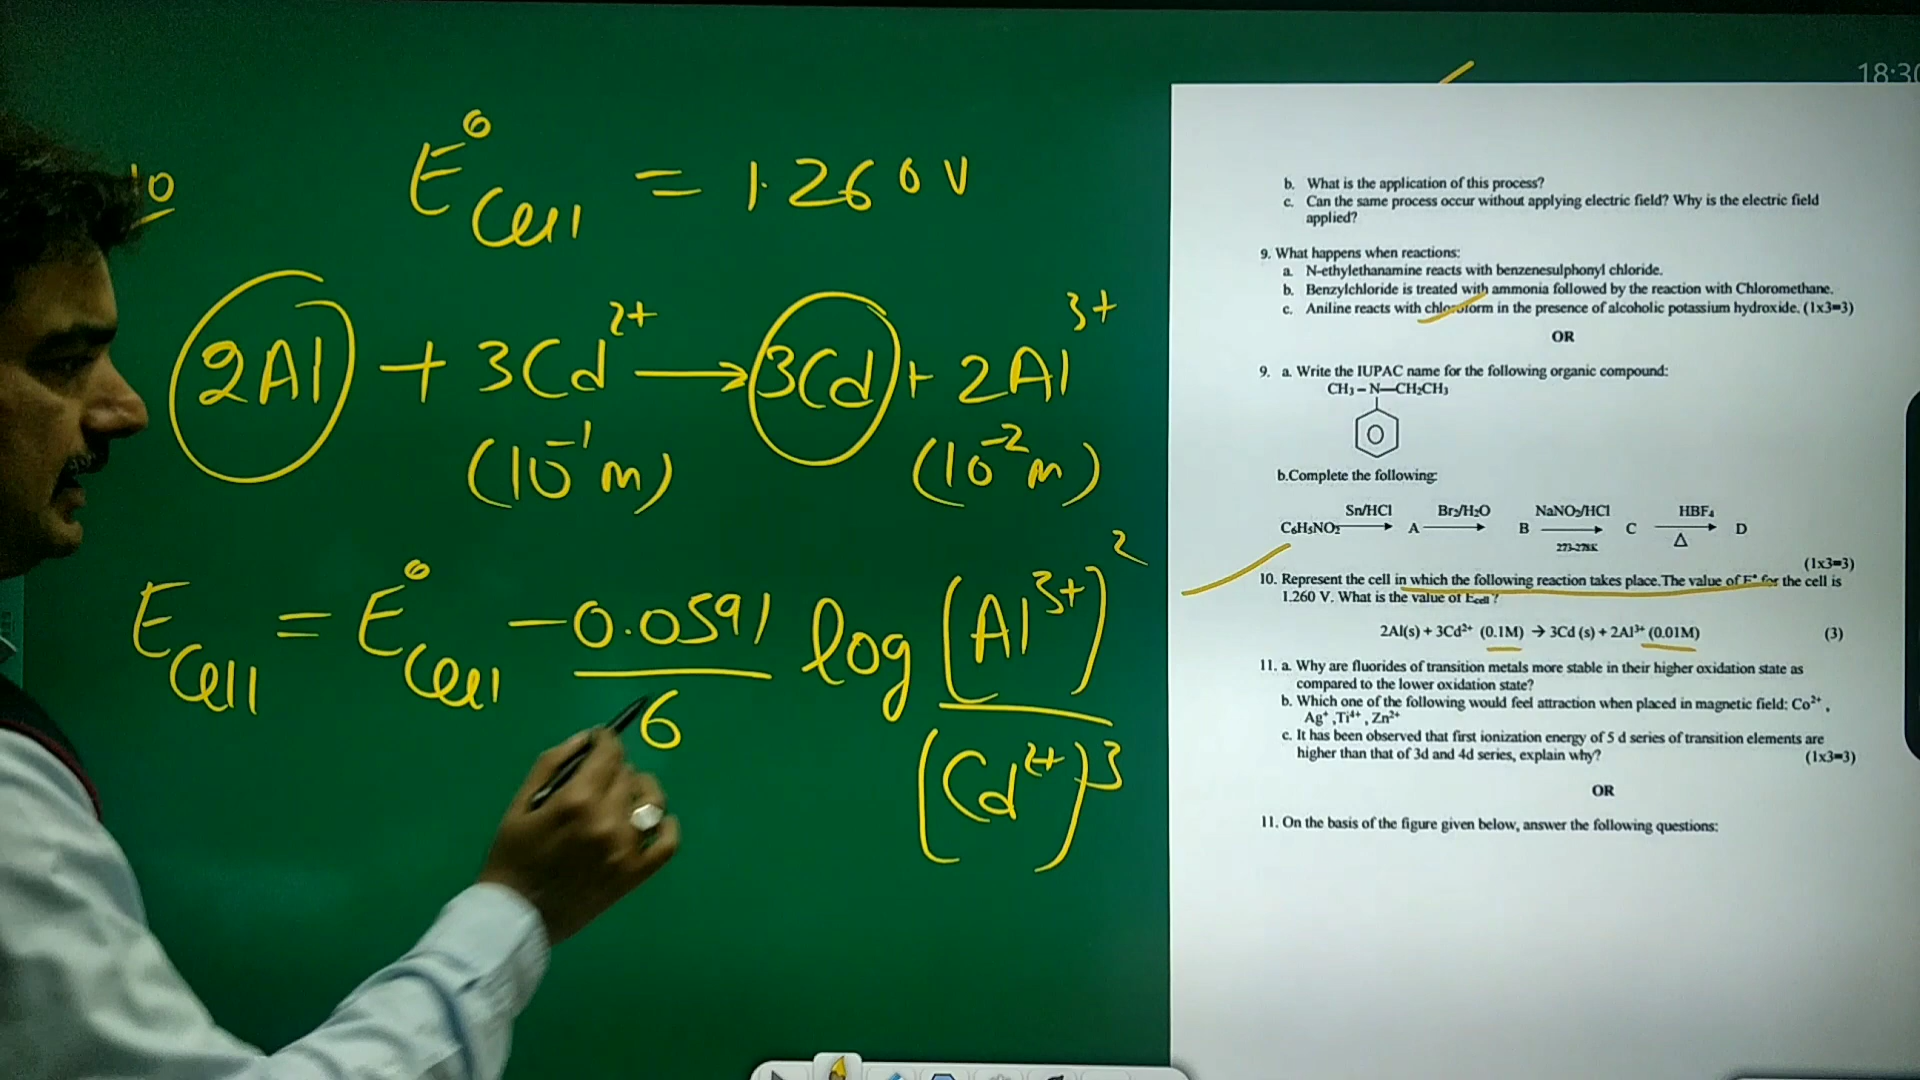 18:30
10
E°cell = 1.260 V
2Al + 3Cd²⁺ → 3Cd + 2Al³⁺
(10⁻¹ m) (10⁻² m)
E cell = E° cell - 0.0591/6 log (Al³⁺)²/(Cd²⁺)³
b. What is the application of this process?
c. Can the same process occur without applying electric field? Why is the electric field
applied?
9. What happens when reactions:
a. N-ethylethanamine reacts with benzenesulphonyl chloride.
b. Benzylchloride is treated with ammonia followed by the reaction with Chloromethane.
c. Aniline reacts with chloroform in the presence of alcoholic potassium hydroxide. (1x3=3)
OR
9. a. Write the IUPAC name for the following organic compound:
CH₃ – N—CH₂CH₃
b.Complete the following:
Sn/HCl Br₂/H₂O NaNO₂/HCl HBF₄
C₆H₅NO₂ → A → B → C → D
273-278K Δ
(1x3=3)
10. Represent the cell in which the following reaction takes place.The value of E° for the cell is
1.260 V. What is the value of Ecell ?
2Al(s) + 3Cd²⁺ (0.1M) → 3Cd (s) + 2Al³⁺ (0.01M) (3)
11. a. Why are fluorides of transition metals more stable in their higher oxidation state as
compared to the lower oxidation state?
b. Which one of the following would feel attraction when placed in magnetic field: Co²⁺ ,
Ag⁺ ,Ti⁴⁺ , Zn²⁺
c. It has been observed that first ionization energy of 5 d series of transition elements are
higher than that of 3d and 4d series, explain why? (1x3=3)
OR
11. On the basis of the figure given below, answer the following questions: